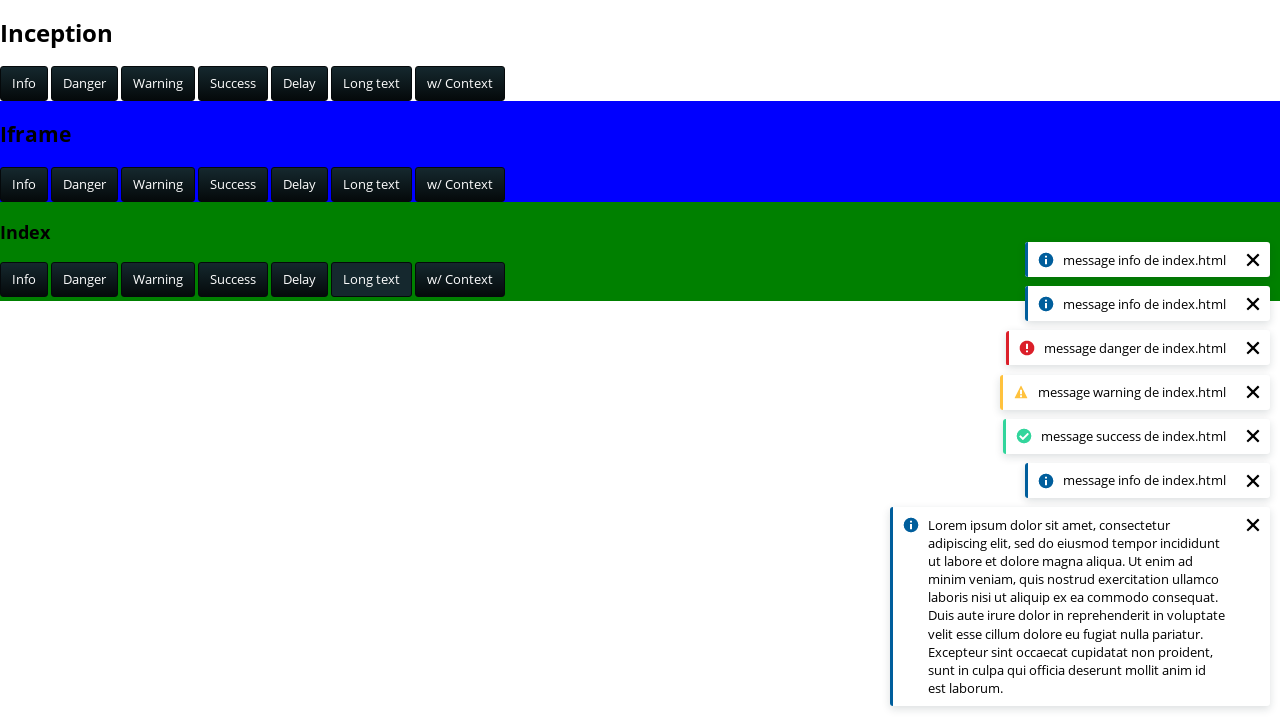 Inception
Info Danger Warning Success Delay Long text w/ Context
Iframe
Info Danger Warning Success Delay Long text w/ Context
Index
Info Danger Warning Success Delay Long text w/ Context
message info de index.html
message info de index.html
message danger de index.html
message warning de index.html
message success de index.html
message info de index.html
Lorem ipsum dolor sit amet, consectetur
adipiscing elit, sed do eiusmod tempor incididunt
ut labore et dolore magna aliqua. Ut enim ad
minim veniam, quis nostrud exercitation ullamco
laboris nisi ut aliquip ex ea commodo consequat.
Duis aute irure dolor in reprehenderit in voluptate
velit esse cillum dolore eu fugiat nulla pariatur.
Excepteur sint occaecat cupidatat non proident,
sunt in culpa qui officia deserunt mollit anim id
est laborum.